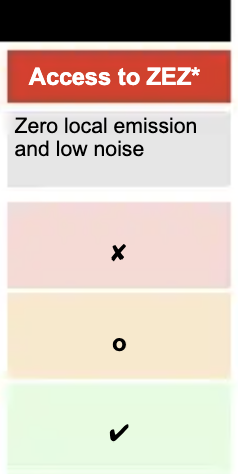 Access to ZEZ*
Zero local emission
and low noise
✘
o
✔